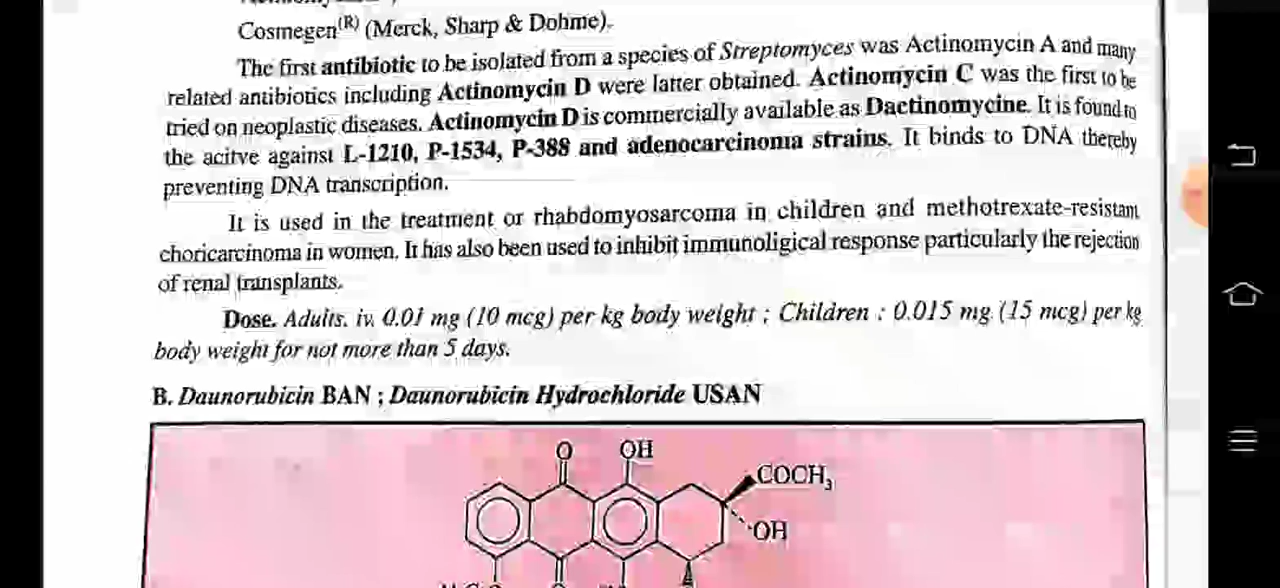 Cosmegen(R) (Merck, Sharp & Dohme).
The first antibiotic to be isolated from a species of Streptomyces was Actinomycin A and many
related antibiotics including Actinomycin D were latter obtained. Actinomycin C was the first to be
tried on neoplastic diseases. Actinomycin D is commercially available as Dactinomycine. It is found to
the acitve against L-1210, P-1534, P-388 and adenocarcinoma strains. It binds to DNA thereby
preventing DNA transcription.
It is used in the treatment or rhabdomyosarcoma in children and methotrexate-resistant
choricarcinoma in women. It has also been used to inhibit immunoligical response particularly the rejection
of renal transplants.
Dose. Adults. iv. 0.01 mg (10 mcg) per kg body weight ; Children : 0.015 mg (15 mcg) per kg
body weight for not more than 5 days.
B. Daunorubicin BAN ; Daunorubicin Hydrochloride USAN
O OH
COCH3
OH